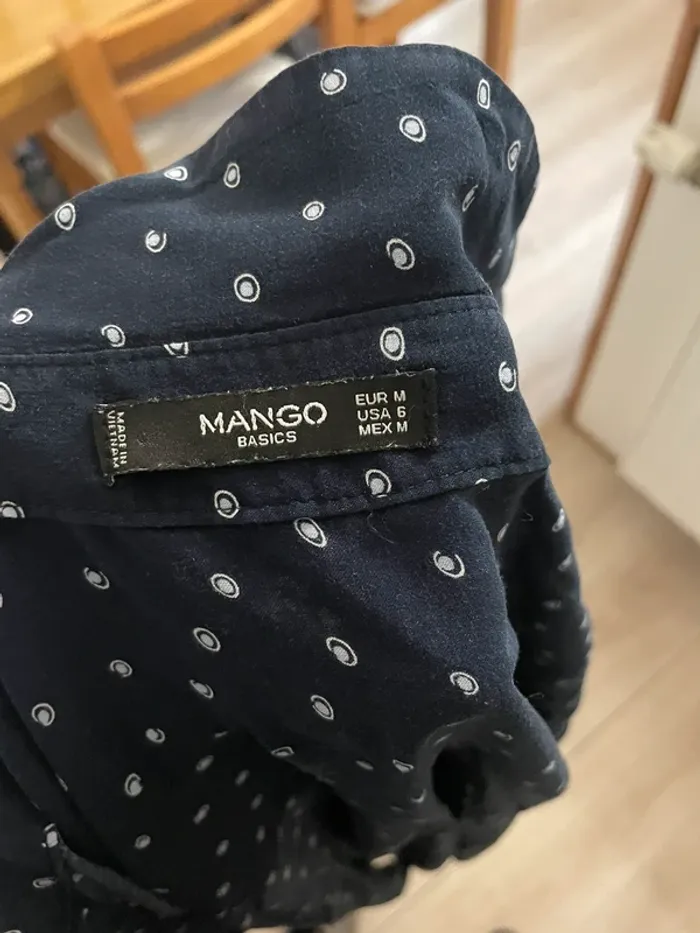 MADE IN
VIETNAM
MANGO
BASICS
EUR M
USA 6
MEX M